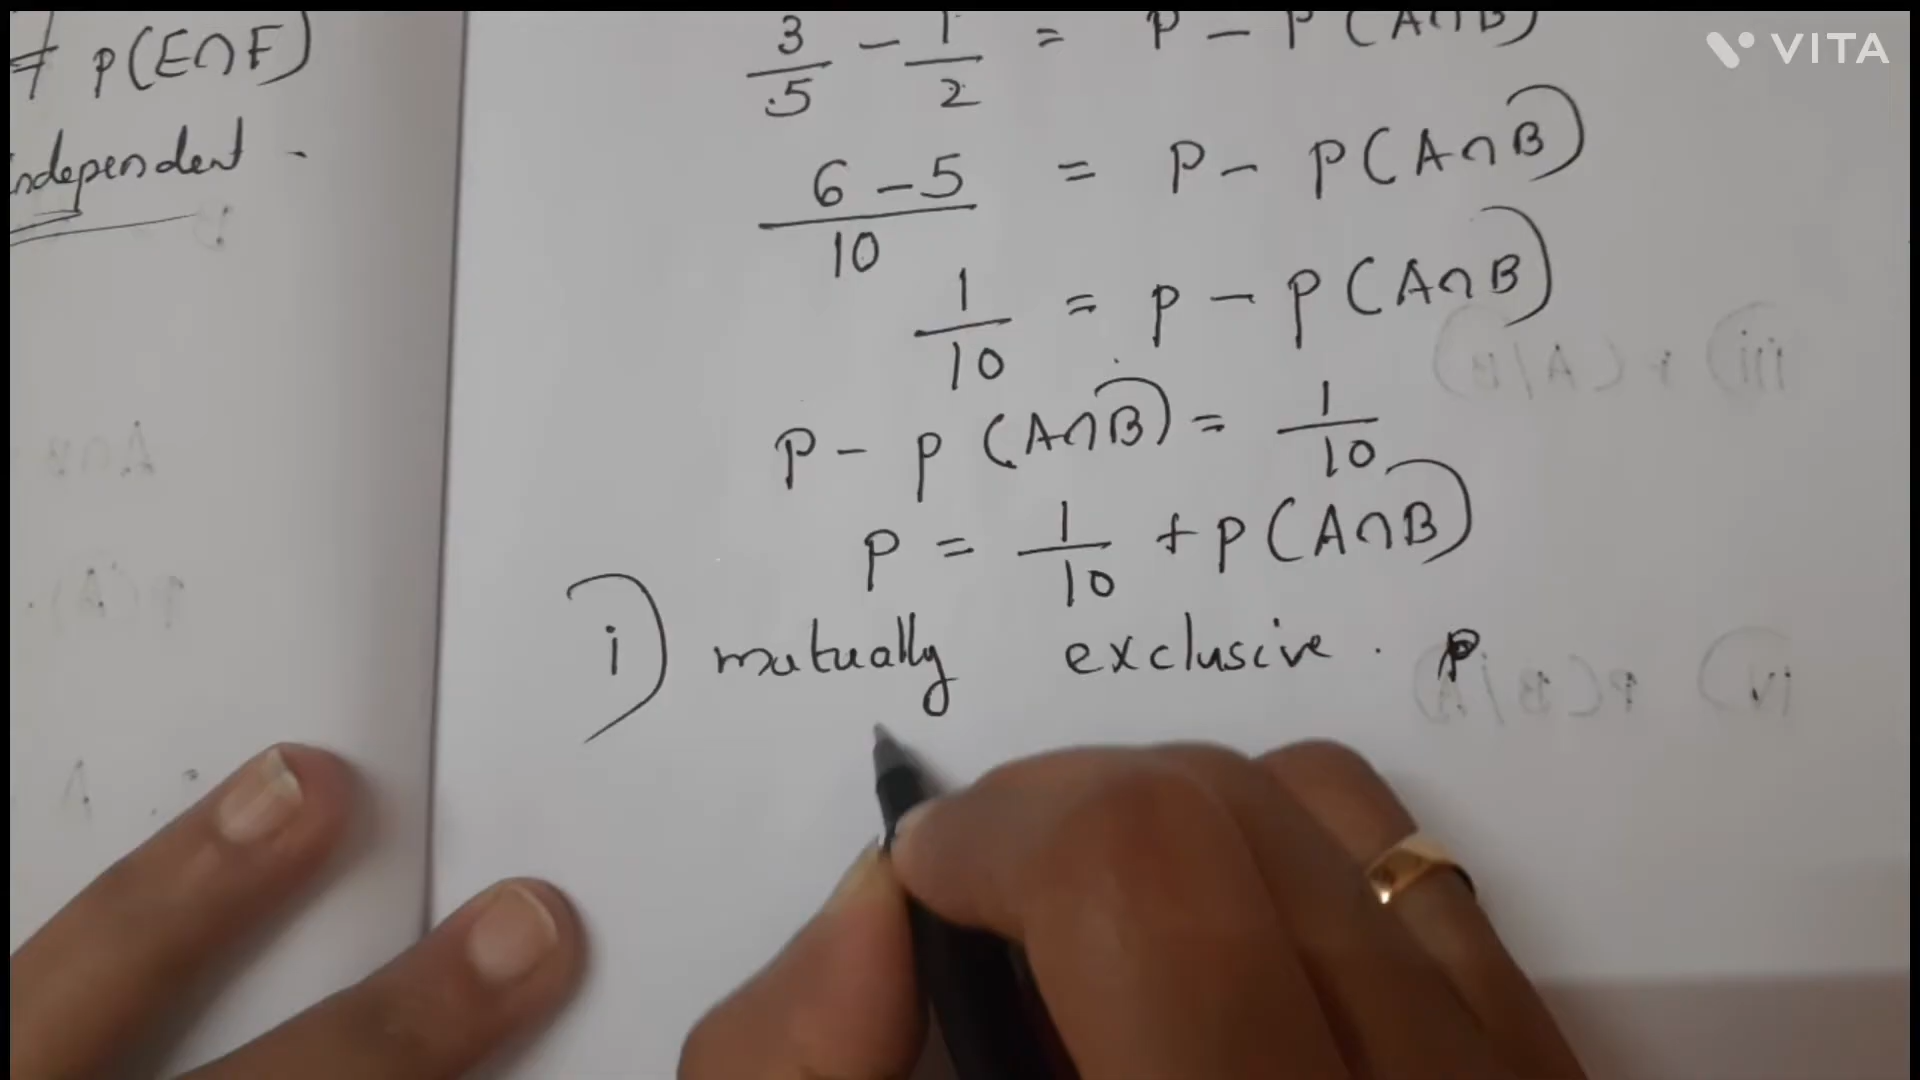 ≠ P(E∩F)
independent -
3/5 - 1/2 = P - P(A∩B)
VITA
6-5/10 = P - P(A∩B)
1/10 = P - P(A∩B)
P - P(A∩B) = 1/10
P = 1/10 + P(A∩B)
i) mutually exclusive. P